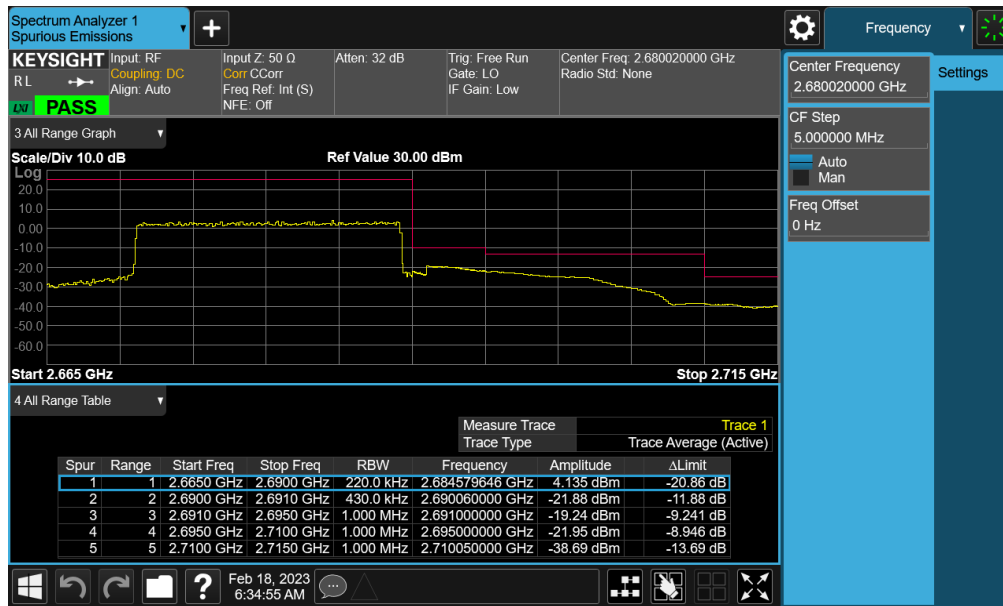 Spectrum Analyzer 1
Spurious Emissions
Frequency
KEYSIGHT
R L
LXI
PASS
Input: RF
Coupling: DC
Align: Auto
Input Z: 50 Ω
Corr CCorr
Freq Ref: Int (S)
NFE: Off
Atten: 32 dB
Trig: Free Run
Gate: LO
IF Gain: Low
Center Freq: 2.680020000 GHz
Radio Std: None
Center Frequency
2.680020000 GHz
Settings
CF Step
5.000000 MHz
Auto
Man
Freq Offset
0 Hz
3 All Range Graph
Scale/Div 10.0 dB Ref Value 30.00 dBm
Log
20.0
10.0
0.00
-10.0
-20.0
-30.0
-40.0
-50.0
-60.0
Start 2.665 GHz Stop 2.715 GHz
4 All Range Table
Measure Trace Trace 1
Trace Type Trace Average (Active)
Spur Range Start Freq Stop Freq RBW Frequency Amplitude ΔLimit
1 1 2.6650 GHz 2.6900 GHz 220.0 kHz 2.684579646 GHz 4.135 dBm -20.86 dB
2 2 2.6900 GHz 2.6910 GHz 430.0 kHz 2.690060000 GHz -21.88 dBm -11.88 dB
3 3 2.6910 GHz 2.6950 GHz 1.000 MHz 2.691000000 GHz -19.24 dBm -9.241 dB
4 4 2.6950 GHz 2.7100 GHz 1.000 MHz 2.695000000 GHz -21.95 dBm -8.946 dB
5 5 2.7100 GHz 2.7150 GHz 1.000 MHz 2.710050000 GHz -38.69 dBm -13.69 dB
?
Feb 18, 2023
6:34:55 AM